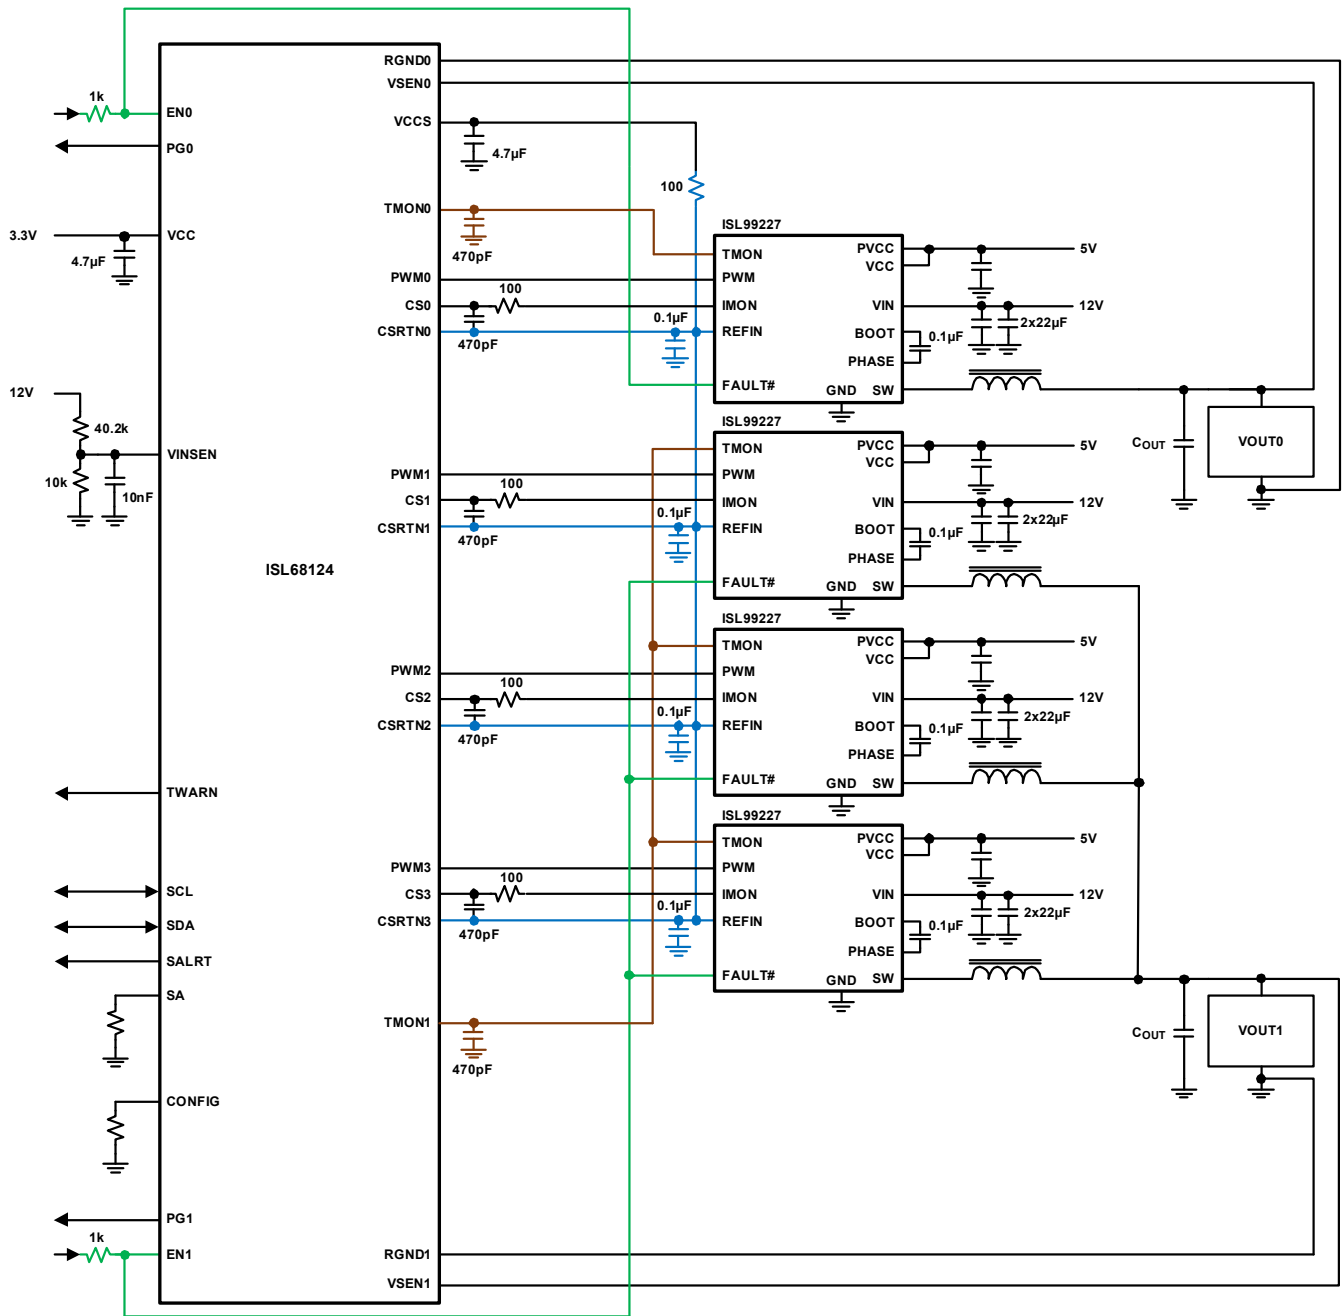 RGND0
VSEN0
1k
EN0
VCCS
PG0
4.7µF
100
TMON0
ISL99227
3.3V
VCC
4.7µF
470pF
TMON
PVCC
VCC
5V
PWM0
PWM
CS0
100
IMON
VIN
12V
CSRTN0
470pF
0.1µF
REFIN
BOOT
0.1µF
2x22µF
PHASE
FAULT#
GND
SW
12V
40.2k
VINSEN
10k
10nF
ISL99227
TMON
PVCC
VCC
5V
COUT
VOUT0
PWM1
PWM
CS1
100
IMON
VIN
12V
CSRTN1
470pF
0.1µF
REFIN
BOOT
0.1µF
2x22µF
PHASE
ISL68124
FAULT#
GND
SW
ISL99227
TMON
PVCC
VCC
5V
PWM2
PWM
CS2
100
IMON
VIN
12V
CSRTN2
470pF
0.1µF
REFIN
BOOT
0.1µF
2x22µF
PHASE
TWARN
FAULT#
GND
SW
ISL99227
TMON
PVCC
VCC
5V
PWM3
PWM
SCL
CS3
100
IMON
VIN
12V
SDA
CSRTN3
470pF
0.1µF
REFIN
BOOT
0.1µF
2x22µF
PHASE
SALRT
FAULT#
GND
SW
SA
TMON1
470pF
COUT
VOUT1
CONFIG
PG1
1k
EN1
RGND1
VSEN1